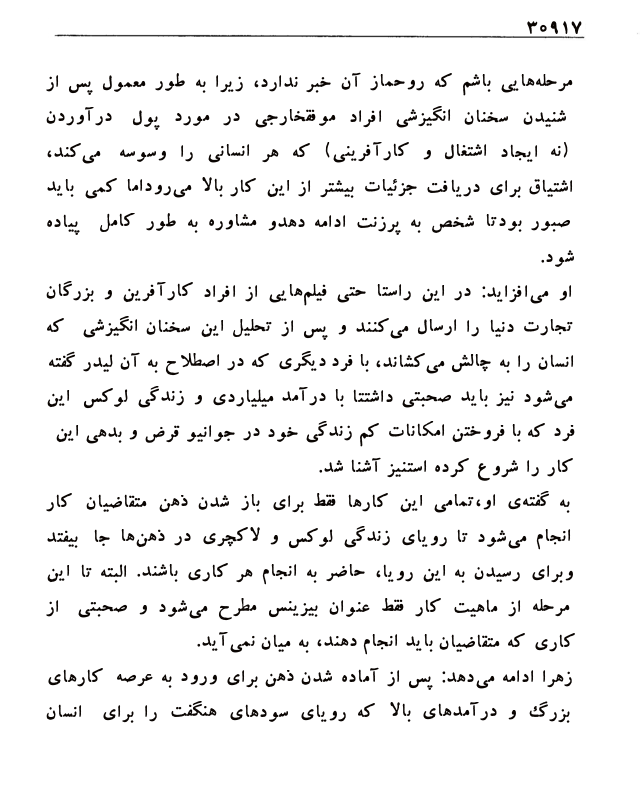 ۳۰۹۱۷
مرحله‌هایی باشم که روحماز آن خبر ندارد، زیرا به طور معمول پس از
شنیدن سخنان انگیزشی افراد موفقخارجی در مورد پول درآوردن
(نه ایجاد اشتغال و کارآفرینی) که هر انسانی را وسوسه می‌کند،
اشتیاق برای دریافت جزئیات بیشتر از این کار بالا می‌روداما کمی باید
صبور بودتا شخص به پرزنت ادامه دهدو مشاوره به طور کامل پیاده
شود.
او می‌افزاید: در این راستا حتی فیلم‌هایی از افراد کارآفرین و بزرگان
تجارت دنیا را ارسال می‌کنند و پس از تحلیل این سخنان انگیزشی که
انسان را به چالش می‌کشاند، با فرد دیگری که در اصطلاح به آن لیدر گفته
می‌شود نیز باید صحبتی داشتتا با درآمد میلیاردی و زندگی لوکس این
فرد که با فروختن امکانات کم زندگی خود در جوانیو قرض و بدهی این
کار را شروع کرده استنیز آشنا شد.
به گفته‌ی او،تمامی این کارها فقط برای باز شدن ذهن متقاضیان کار
انجام می‌شود تا رویای زندگی لوکس و لاکچری در ذهن‌ها جا بیفتد
وبرای رسیدن به این رویا، حاضر به انجام هر کاری باشند. البته تا این
مرحله از ماهیت کار فقط عنوان بیزینس مطرح می‌شود و صحبتی از
کاری که متقاضیان باید انجام دهند، به میان نمی‌آید.
زهرا ادامه می‌دهد: پس از آماده شدن ذهن برای ورود به عرصه کارهای
بزرگ و درآمدهای بالا که رویای سودهای هنگفت را برای انسان